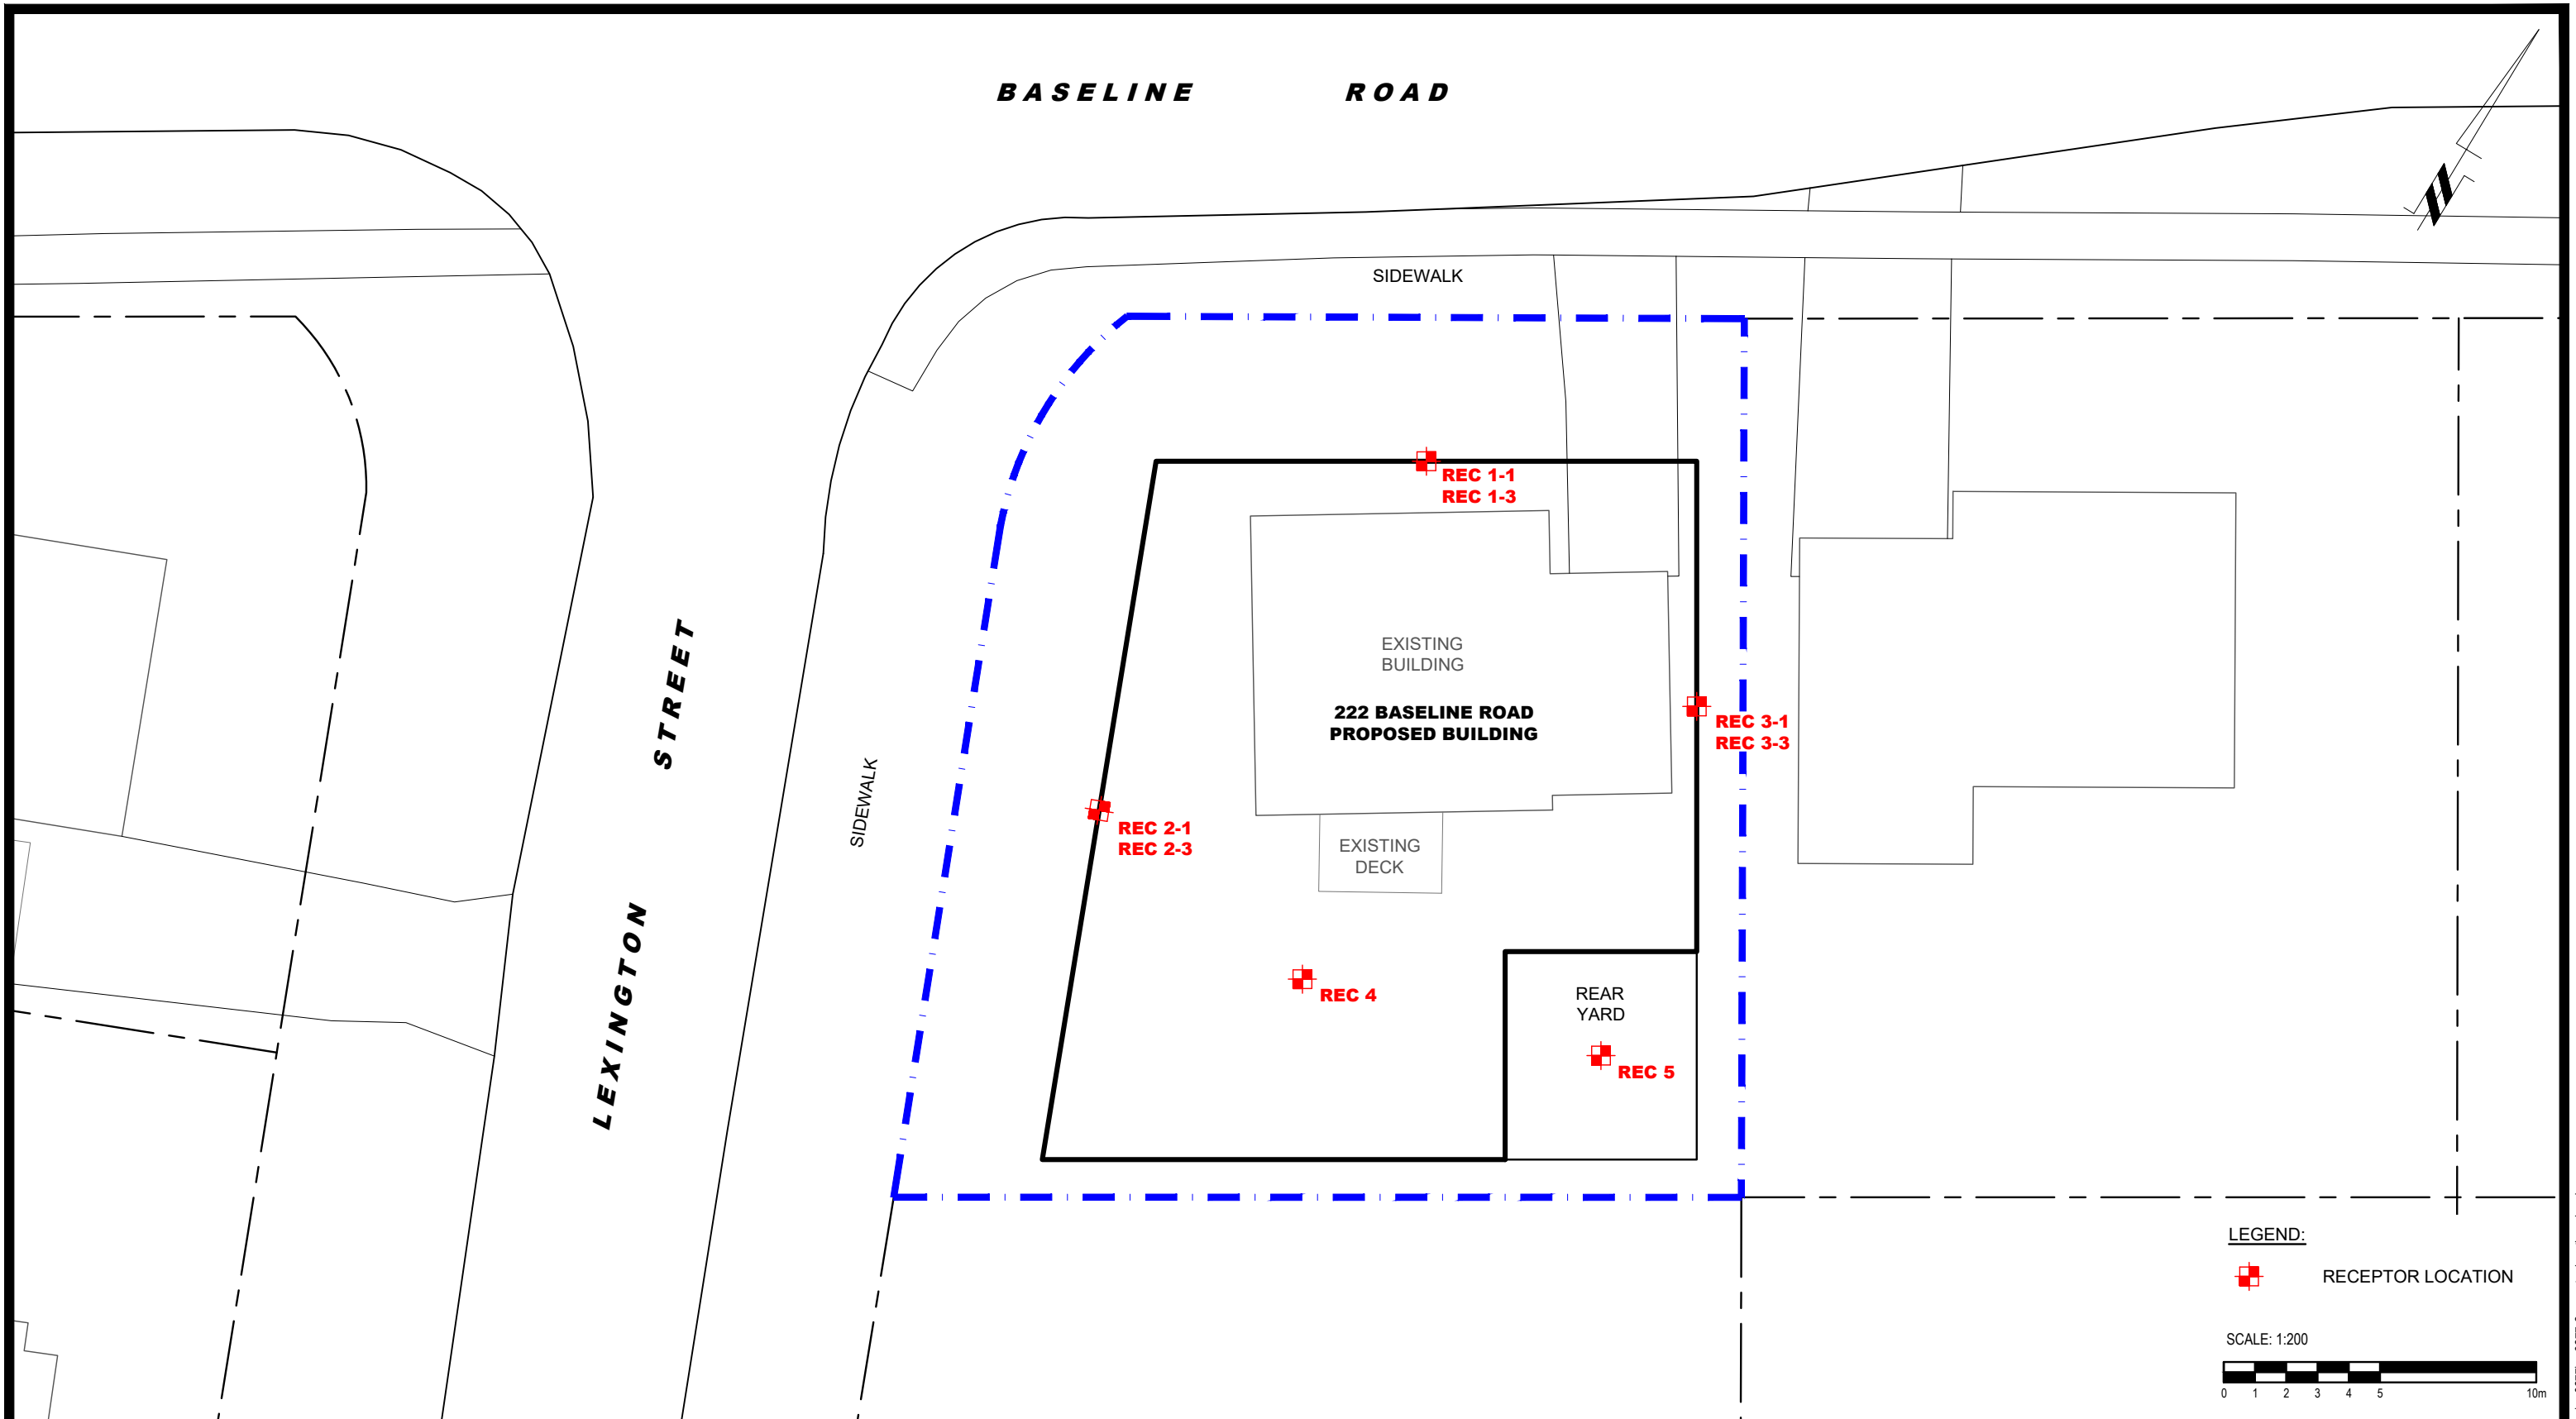 BASELINE ROAD
SIDEWALK
REC 1-1
REC 1-3
EXISTING
BUILDING
222 BASELINE ROAD
PROPOSED BUILDING
REC 3-1
REC 3-3
STREET
LEXINGTON
SIDEWALK
REC 2-1
REC 2-3
EXISTING
DECK
REC 4
REAR
YARD
REC 5
LEGEND:
RECEPTOR LOCATION
SCALE: 1:200
0 1 2 3 4 5 10m